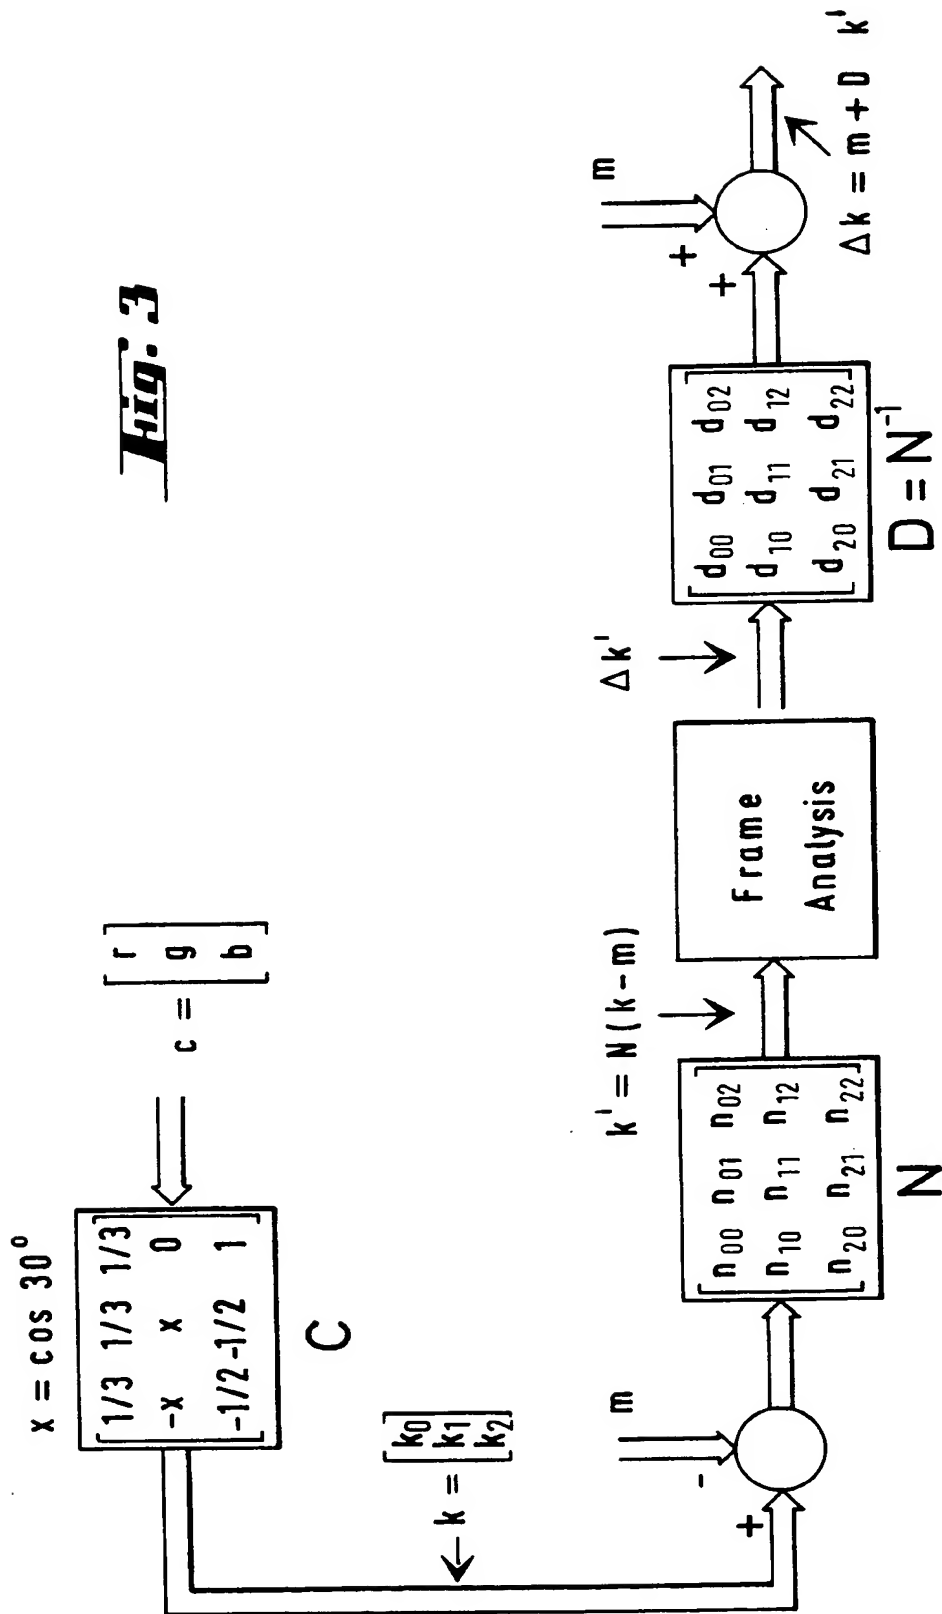 Fig. 3
x = cos 30°
1/3 1/3 1/3
-x x 0
-1/2 -1/2 1
C
c =
r
g
b
k =
k₀
k₁
k₂
m
-
+
n₀₀ n₀₁ n₀₂
n₁₀ n₁₁ n₁₂
n₂₀ n₂₁ n₂₂
N
k' = N(k-m)
Frame
Analysis
Δk'
d₀₀ d₀₁ d₀₂
d₁₀ d₁₁ d₁₂
d₂₀ d₂₁ d₂₂
D = N⁻¹
m
+
+
Δk = m + D k'